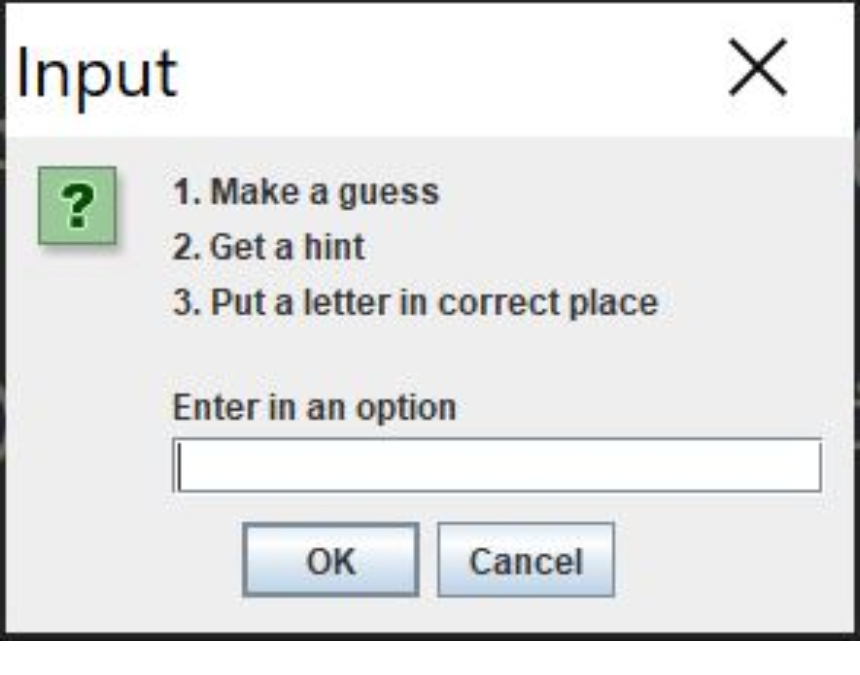 Input
?
1. Make a guess
2. Get a hint
3. Put a letter in correct place
Enter in an option
OK
Cancel